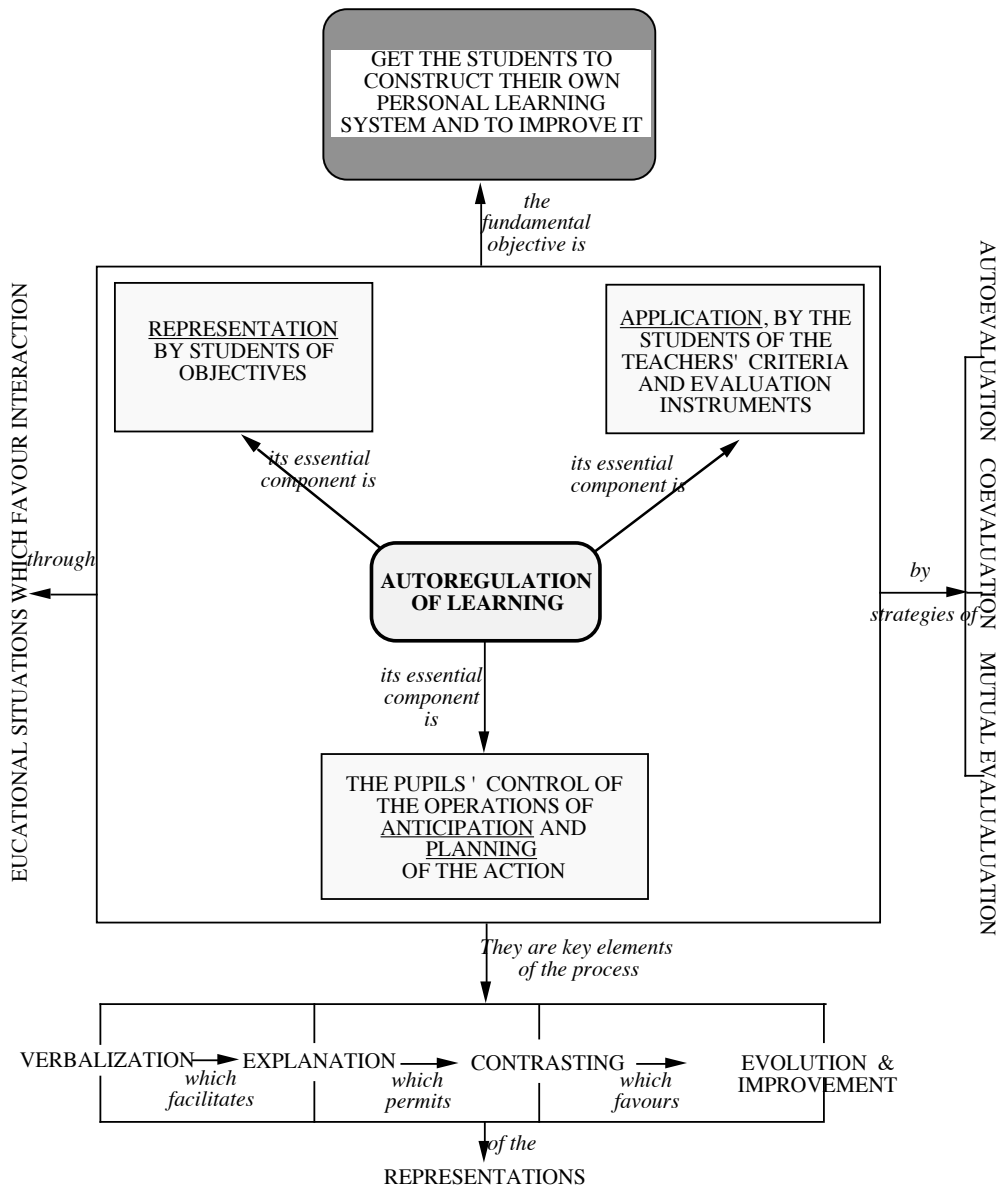 GET THE STUDENTS TO
CONSTRUCT THEIR OWN
PERSONAL LEARNING
SYSTEM AND TO IMPROVE IT
the
fundamental
objective is
REPRESENTATION
BY STUDENTS OF
OBJECTIVES
APPLICATION, BY THE
STUDENTS OF THE
TEACHERS' CRITERIA
AND EVALUATION
INSTRUMENTS
its essential
component is
its essential
component is
EUCATIONAL SITUATIONS WHICH FAVOUR INTERACTION
through
AUTOREGULATION
OF LEARNING
by
strategies of
AUTOEVALUATION COEVALUATION MUTUAL EVALUALUATION
its essential
component
is
THE PUPILS ' CONTROL OF
THE OPERATIONS OF
ANTICIPATION AND
PLANNING
OF THE ACTION
They are key elements
of the process
VERBALIZATION
which
facilitates
EXPLANATION
which
permits
CONTRASTING
which
favours
EVOLUTION &
IMPROVEMENT
of the
REPRESENTATIONS